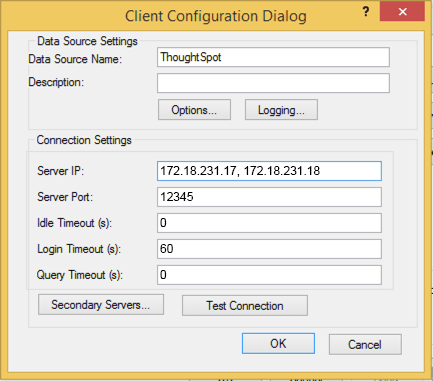 Client Configuration Dialog ? ×
Data Source Settings
Data Source Name: ThoughtSpot
Description:
Options... Logging...
Connection Settings
Server IP: 172.18.231.17, 172.18.231.18
Server Port: 12345
Idle Timeout (s): 0
Login Timeout (s): 60
Query Timeout (s): 0
Secondary Servers... Test Connection
OK Cancel